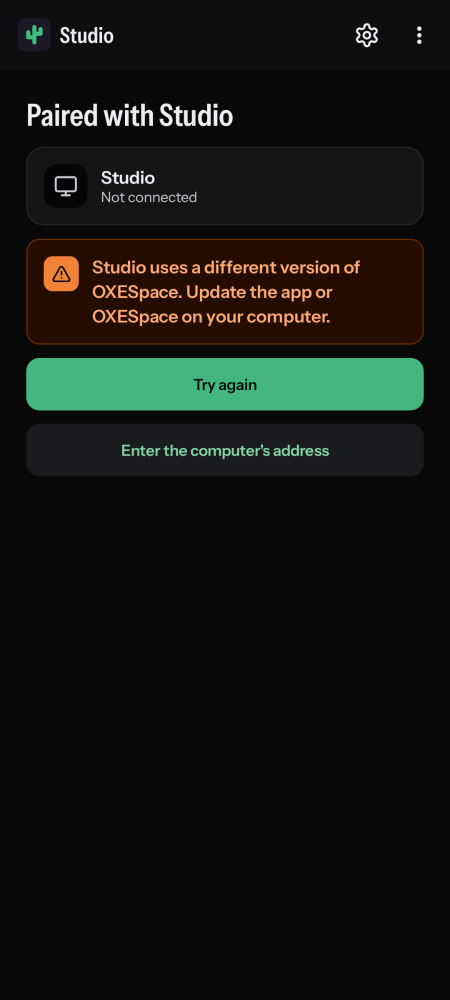 Studio
Paired with Studio
Studio
Not connected
Studio uses a different version of
OXESpace. Update the app or
OXESpace on your computer.
Try again
Enter the computer's address